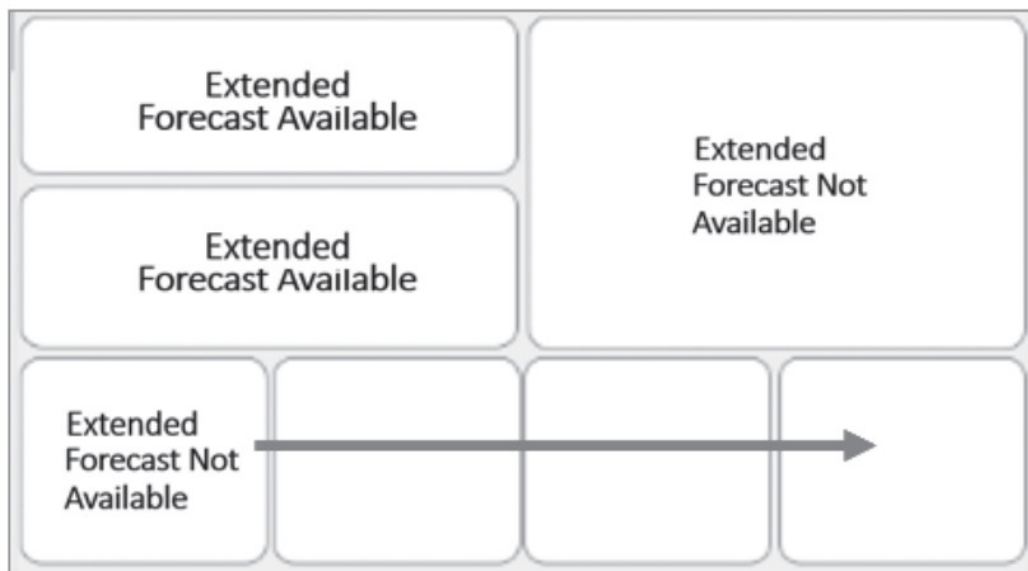 Extended
Forecast Available
Extended
Forecast Not
Available
Extended
Forecast Available
Extended
Forecast Not
Available